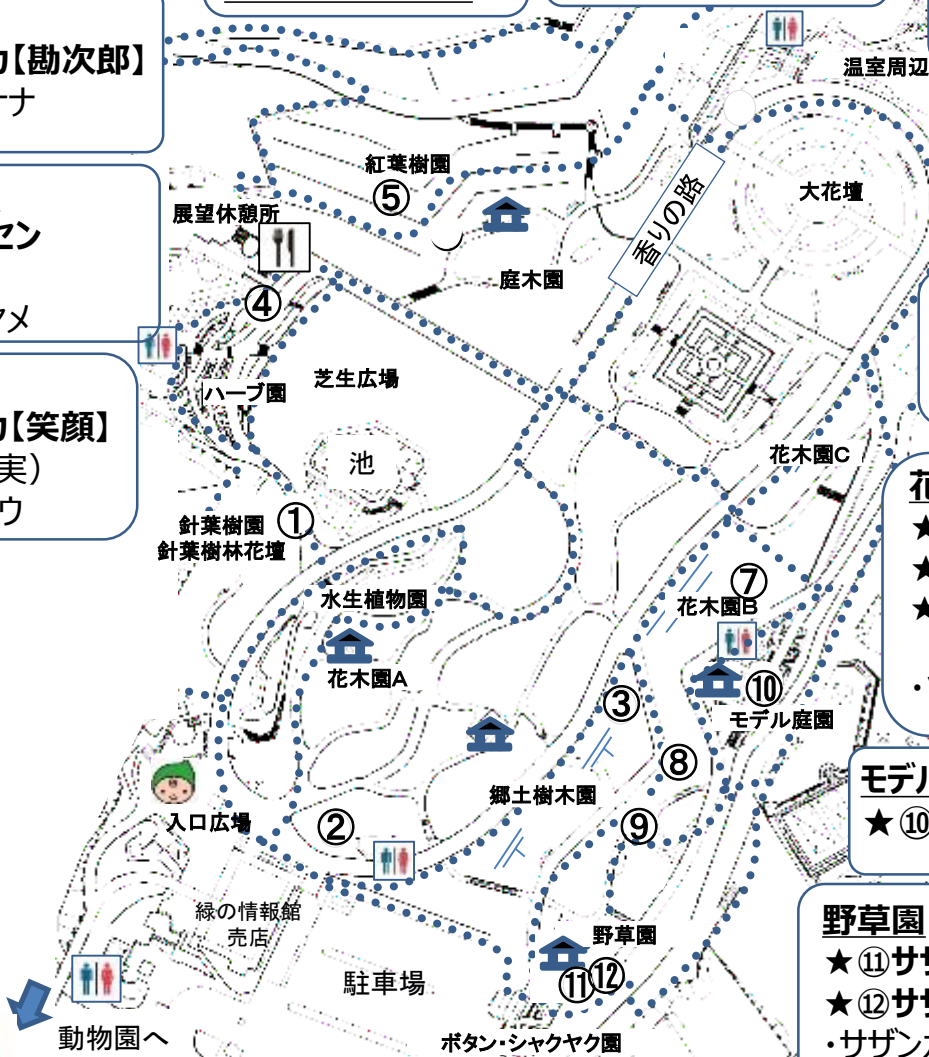 【勘次郎】
ナ
セン
ヤメ
【笑顔】
実）
ウ
温室周辺
紅葉樹園
⑤
大花壇
展望休憩所
香りの路
庭木園
④
ハーブ園
芝生広場
池
花木園C
針葉樹園
針葉樹林花壇
①
水生植物園
⑦
花木園B
花木園A
③
⑩
モデル庭園
⑧
郷土樹木園
⑨
入口広場
②
緑の情報館
売店
野草園
⑪⑫
駐車場
動物園へ
ボタン・シャクヤク園
花
★
★
★
・
モデル
★⑩
野草園
★⑪サザ
★⑫サザ
・サザン